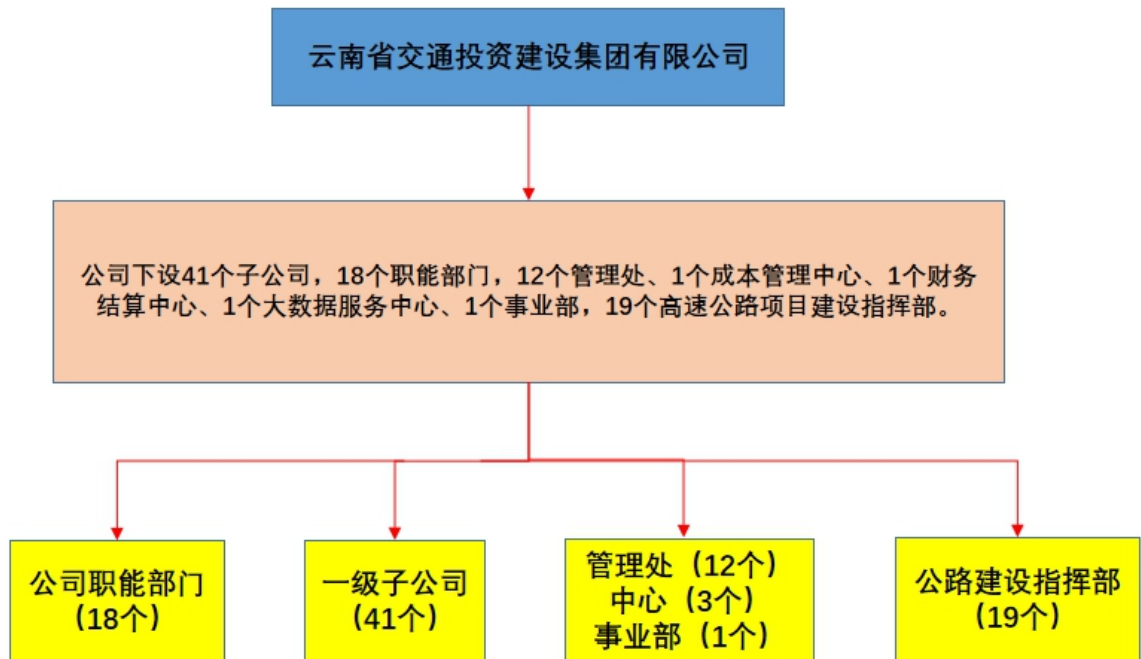 云南省交通投资建设集团有限公司
公司下设41个子公司，18个职能部门，12个管理处、1个成本管理中心、1个财务
结算中心、1个大数据服务中心、1个事业部，19个高速公路项目建设指挥部。
公司职能部门
（18个）
一级子公司
（41个）
管理处（12个）
中心（3个）
事业部（1个）
公路建设指挥部
（19个）